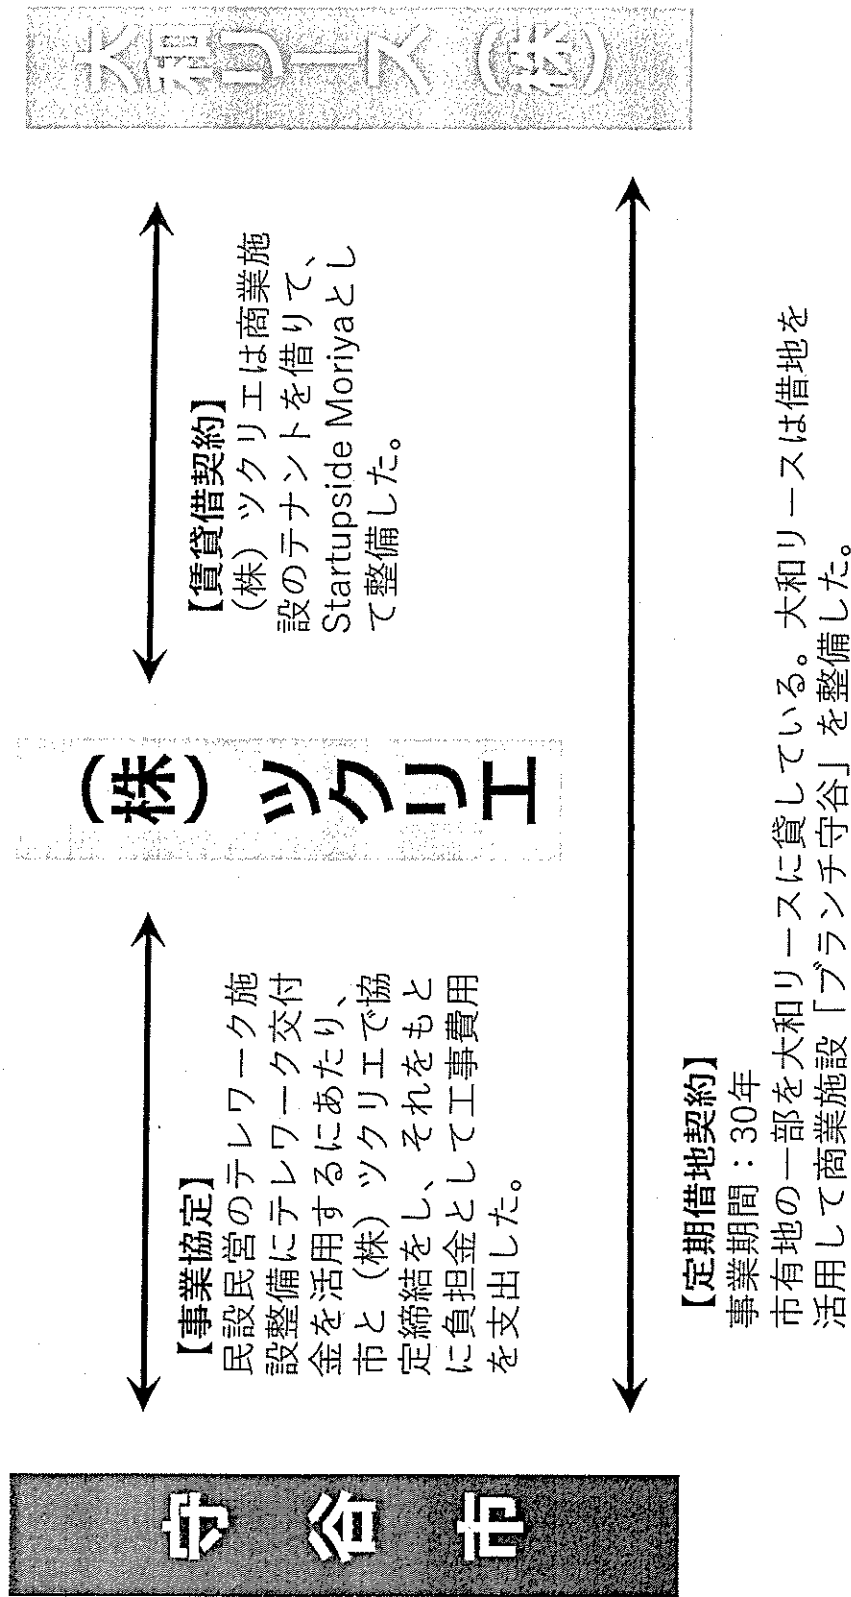 守谷市
(株)ツクリエ
大和リース(株)
【事業協定】
民設民営のテレワーク施
設整備にテレワーク交付
金を活用するにあたり、
市と(株)ツクリエで協
定締結をし、それをもと
に負担金として工事費用
を支出した。
【賃貸借契約】
(株)ツクリエは商業施
設のテナントを借りて、
Startupside Moriyaとし
て整備した。
【定期借地契約】
事業期間：30年
市有地の一部を大和リースに貸している。大和リースは借地を
活用して商業施設「ブランチ守谷」を整備した。